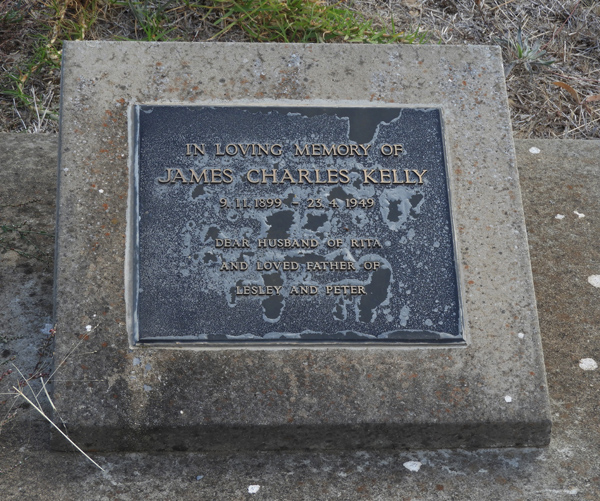 IN LOVING MEMORY OF
JAMES CHARLES KELLY
9.11.1899 – 23.4.1949
DEAR HUSBAND OF RITA
AND LOVED FATHER OF
LESLEY AND PETER